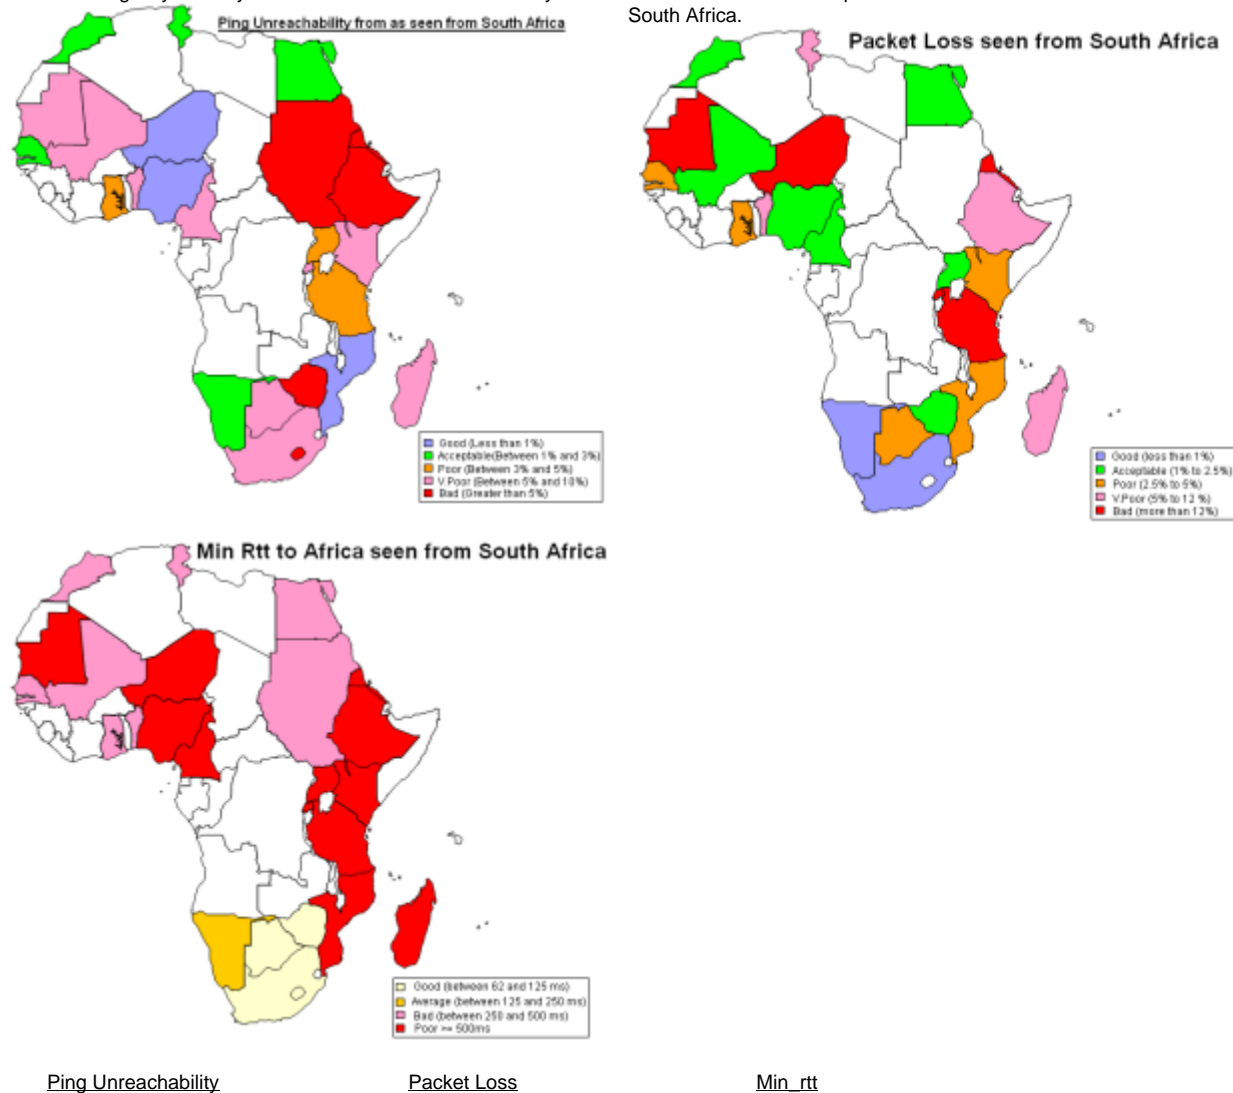 South Africa.
Ping Unreachability from as seen from South Africa
Packet Loss seen from South Africa
Good (Less than 1%)
Acceptable(Between 1% and 3%)
Poor (Between 3% and 5%)
V.Poor (Between 5% and 10%)
Bad (Greater than 5%)
Good (less than 1%)
Acceptable (1% to 2.5%)
Poor (2.5% to 5%)
V.Poor (5% to 12 %)
Bad (more than 12%)
Min Rtt to Africa seen from South Africa
Good (between 62 and 125 ms)
Average (between 125 and 250 ms)
Bad (between 250 and 500 ms)
Poor >= 500ms
Ping Unreachability
Packet Loss
Min_rtt